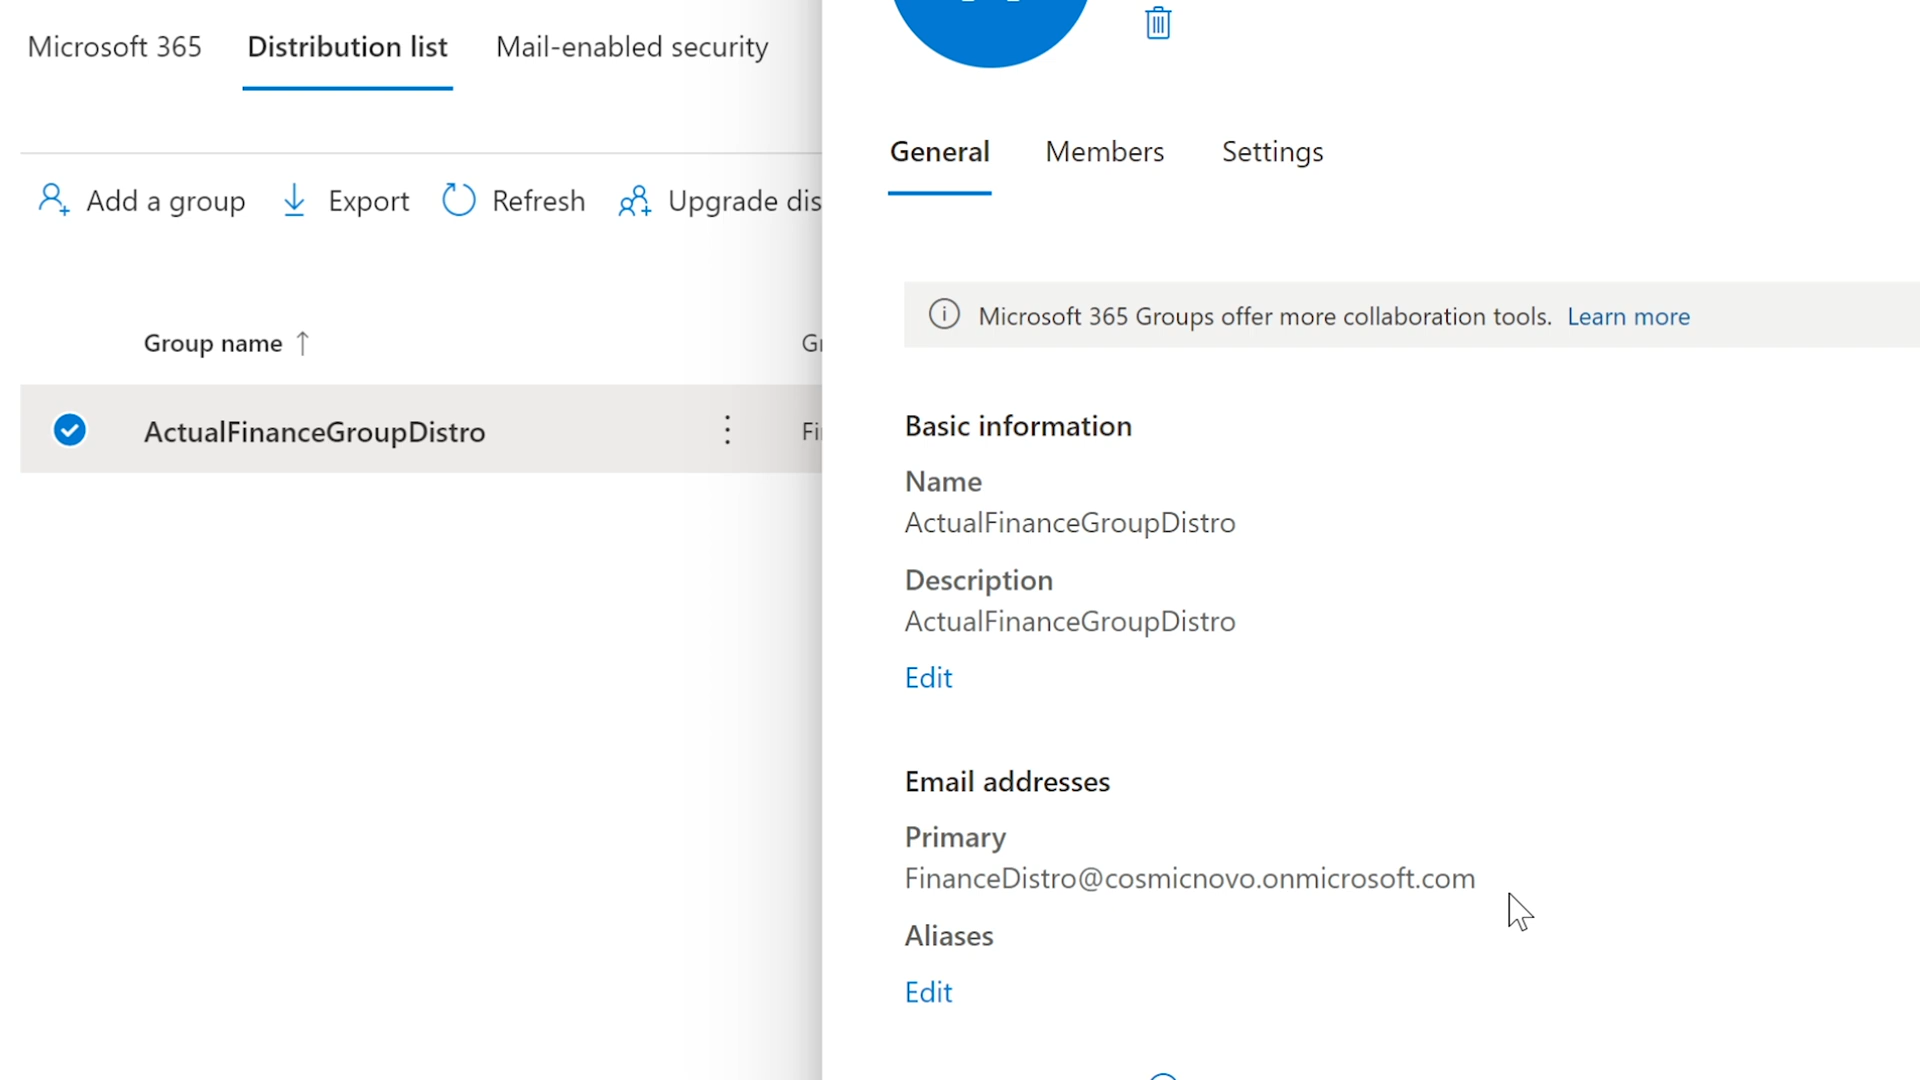 Microsoft 365 Distribution list Mail-enabled security
Add a group Export Refresh Upgrade dis
Group name ↑
ActualFinanceGroupDistro
General Members Settings
Microsoft 365 Groups offer more collaboration tools. Learn more
Basic information
Name
ActualFinanceGroupDistro
Description
ActualFinanceGroupDistro
Edit
Email addresses
Primary
FinanceDistro@cosmicnovo.onmicrosoft.com
Aliases
Edit